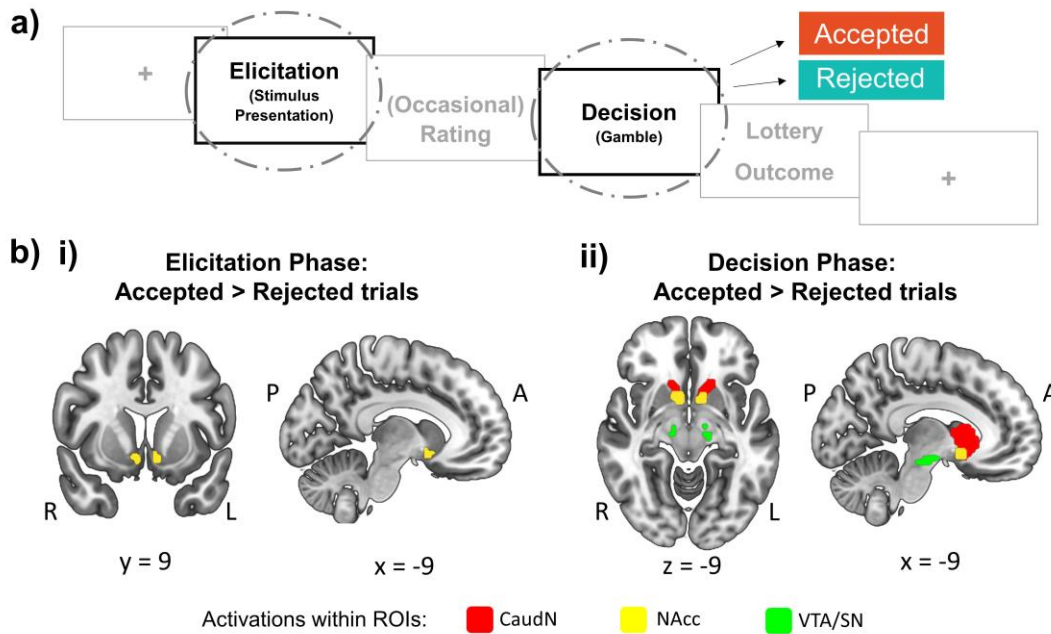 a)
+
Elicitation
(Stimulus
Presentation)
(Occasional)
Rating
Decision
(Gamble)
Accepted
Rejected
Lottery
Outcome
+
b) i)
Elicitation Phase:
Accepted > Rejected trials
P
A
R
L
y = 9
x = -9
ii)
Decision Phase:
Accepted > Rejected trials
P
A
R
L
z = -9
x = -9
Activations within ROIs: CaudN NAcc VTA/SN